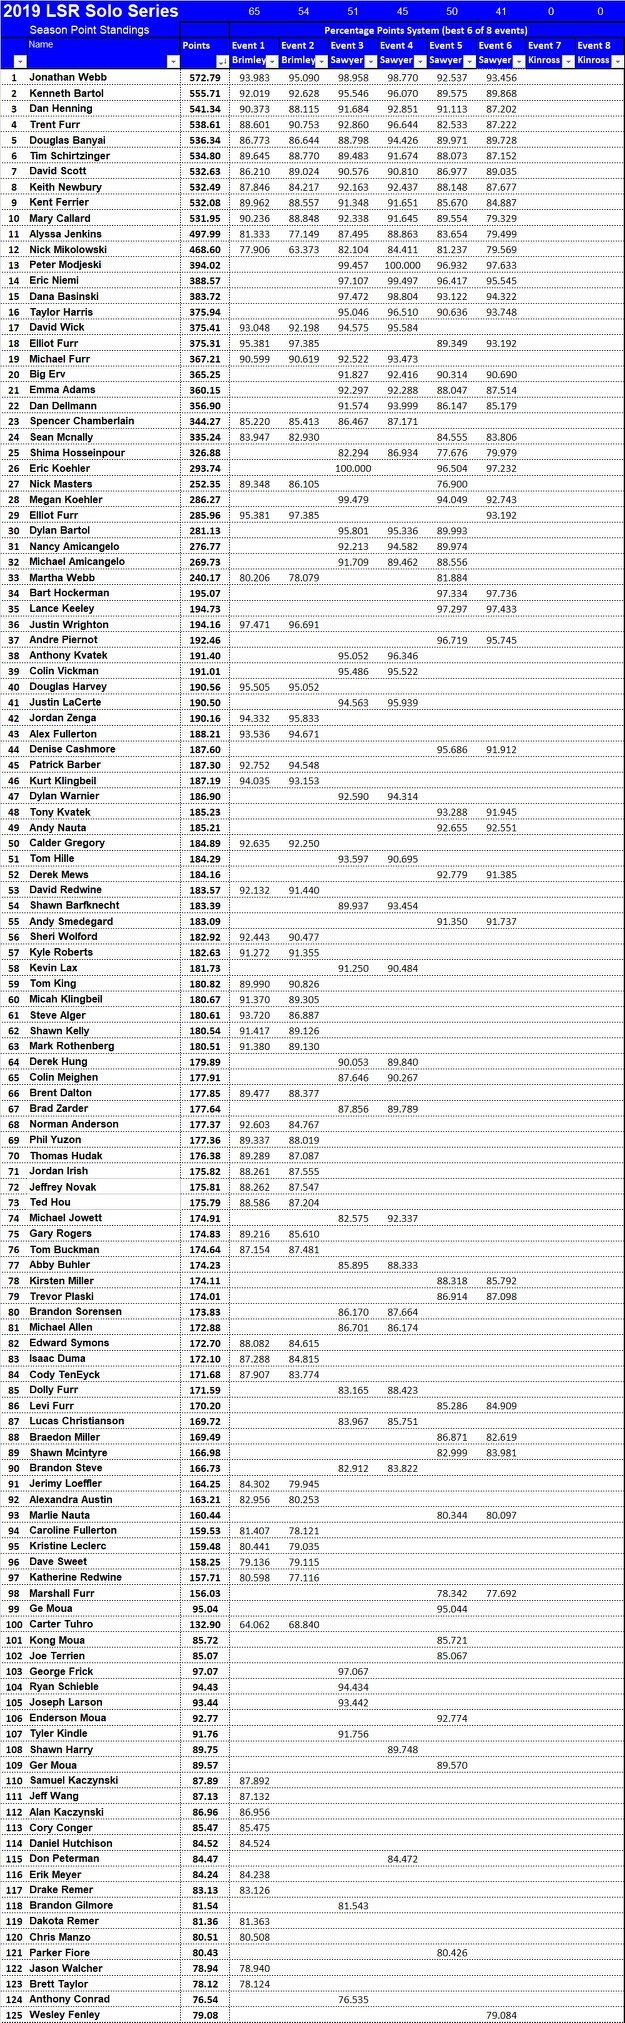 2019 LSR Solo Series 65 54 51 45 50 41 0 0
Season Point Standings Percentage Points System (best 6 of 8 events)
Name Points Event 1 Event 2 Event 3 Event 4 Event 5 Event 6 Event 7 Event 8
Brimley Brimley Sawyer Sawyer Sawyer Sawyer Kinross Kinross
1 Jonathan Webb 572.79 93.983 95.090 98.958 98.770 92.537 93.456
2 Kenneth Bartol 555.71 92.019 92.628 95.546 96.070 89.575 89.868
3 Dan Henning 541.34 90.373 88.115 91.684 92.851 91.113 87.202
4 Trent Furr 538.61 88.601 90.753 92.860 96.644 82.533 87.222
5 Douglas Banyai 536.34 86.773 86.644 88.798 94.426 89.971 89.728
6 Tim Schirtzinger 534.80 89.645 88.770 89.483 91.674 88.073 87.152
7 David Scott 532.63 86.210 89.024 90.576 90.810 86.977 89.035
8 Keith Newbury 532.49 87.846 84.217 92.163 92.437 88.148 87.677
9 Kent Ferrier 532.08 89.962 88.557 91.348 91.651 85.670 84.887
10 Mary Callard 531.95 90.236 88.848 92.338 91.645 89.554 79.329
11 Alyssa Jenkins 497.99 81.333 77.149 87.495 88.863 83.654 79.499
12 Nick Mikolowski 468.60 77.906 63.373 82.104 84.411 81.237 79.569
13 Peter Modjeski 394.02 99.457 100.000 96.932 97.633
14 Eric Niemi 388.57 97.107 99.497 96.417 95.545
15 Dana Basinski 383.72 97.472 98.804 93.122 94.322
16 Taylor Harris 375.94 95.046 96.510 90.636 93.748
17 David Wick 375.41 93.048 92.198 94.575 95.584
18 Elliot Furr 375.31 95.381 97.385 89.349 93.192
19 Michael Furr 367.21 90.599 90.619 92.522 93.473
20 Big Erv 365.25 91.827 92.416 90.314 90.690
21 Emma Adams 360.15 92.297 92.288 88.047 87.514
22 Dan Dellmann 356.90 91.574 93.999 86.147 85.179
23 Spencer Chamberlain 344.27 85.220 85.413 86.467 87.171
24 Sean Mcnally 335.24 83.947 82.930 84.555 83.806
25 Shima Hosseinpour 326.88 82.294 86.934 77.676 79.979
26 Eric Koehler 293.74 100.000 96.504 97.232
27 Nick Masters 252.35 89.348 86.105 76.900
28 Megan Koehler 286.27 99.479 94.049 92.743
29 Elliot Furr 285.96 95.381 97.385 93.192
30 Dylan Bartol 281.13 95.801 95.336 89.993
31 Nancy Amicangelo 276.77 92.213 94.582 89.974
32 Michael Amicangelo 269.73 91.709 89.462 88.556
33 Martha Webb 240.17 80.206 78.079 81.884
34 Bart Hockerman 195.07 97.334 97.736
35 Lance Keeley 194.73 97.297 97.433
36 Justin Wrighton 194.16 97.471 96.691
37 Andre Piernot 192.46 96.719 95.745
38 Anthony Kvatek 191.40 95.052 96.346
39 Colin Vickman 191.01 95.486 95.522
40 Douglas Harvey 190.56 95.505 95.052
41 Justin LaCerte 190.50 94.563 95.939
42 Jordan Zenga 190.16 94.332 95.833
43 Alex Fullerton 188.21 93.536 94.671
44 Denise Cashmore 187.60 95.686 91.912
45 Patrick Barber 187.30 92.752 94.548
46 Kurt Klingbeil 187.19 94.035 93.153
47 Dylan Warnier 186.90 92.590 94.314
48 Tony Kvatek 185.23 93.288 91.945
49 Andy Nauta 185.21 92.655 92.551
50 Calder Gregory 184.89 92.635 92.250
51 Tom Hille 184.29 93.597 90.695
52 Derek Mews 184.16 92.779 91.385
53 David Redwine 183.57 92.132 91.440
54 Shawn Barfknecht 183.39 89.937 93.454
55 Andy Smedegard 183.09 91.350 91.737
56 Sheri Wolford 182.92 92.443 90.477
57 Kyle Roberts 182.63 91.272 91.355
58 Kevin Lax 181.73 91.250 90.484
59 Tom King 180.82 89.990 90.826
60 Micah Klingbeil 180.67 91.370 89.305
61 Steve Alger 180.61 93.720 86.887
62 Shawn Kelly 180.54 91.417 89.126
63 Mark Rothenberg 180.51 91.380 89.130
64 Derek Hung 179.89 90.053 89.840
65 Colin Meighen 177.91 87.646 90.267
66 Brent Dalton 177.85 89.477 88.377
67 Brad Zarder 177.64 87.856 89.789
68 Norman Anderson 177.37 92.603 84.767
69 Phil Yuzon 177.36 89.337 88.019
70 Thomas Hudak 176.38 89.289 87.087
71 Jordan Irish 175.82 88.261 87.555
72 Jeffrey Novak 175.81 88.262 87.547
73 Ted Hou 175.79 88.586 87.204
74 Michael Jowett 174.91 82.575 92.337
75 Gary Rogers 174.83 89.216 85.610
76 Tom Buckman 174.64 87.154 87.481
77 Abby Buhler 174.23 85.895 88.333
78 Kirsten Miller 174.11 88.318 85.792
79 Trevor Plaski 174.01 86.914 87.098
80 Brandon Sorensen 173.83 86.170 87.664
81 Michael Allen 172.88 86.701 86.174
82 Edward Symons 172.70 88.082 84.615
83 Isaac Duma 172.10 87.288 84.815
84 Cody TenEyck 171.68 87.907 83.774
85 Dolly Furr 171.59 83.165 88.423
86 Levi Furr 170.20 85.286 84.909
87 Lucas Christianson 169.72 83.967 85.751
88 Braedon Miller 169.49 86.871 82.619
89 Shawn Mcintyre 166.98 82.999 83.981
90 Brandon Steve 166.73 82.912 83.822
91 Jerimy Loeffler 164.25 84.302 79.945
92 Alexandra Austin 163.21 82.956 80.253
93 Marlie Nauta 160.44 80.344 80.097
94 Caroline Fullerton 159.53 81.407 78.121
95 Kristine Leclerc 159.48 80.441 79.035
96 Dave Sweet 158.25 79.136 79.115
97 Katherine Redwine 157.71 80.598 77.116
98 Marshall Furr 156.03 78.342 77.692
99 Ge Moua 95.04 95.044
100 Carter Tuhro 132.90 64.062 68.840
101 Kong Moua 85.72 85.721
102 Joe Terrien 85.07 85.067
103 George Frick 97.07 97.067
104 Ryan Schieble 94.43 94.434
105 Joseph Larson 93.44 93.442
106 Enderson Moua 92.77 92.774
107 Tyler Kindle 91.76 91.756
108 Shawn Harry 89.75 89.748
109 Ger Moua 89.57 89.570
110 Samuel Kaczynski 87.89 87.892
111 Jeff Wang 87.13 87.132
112 Alan Kaczynski 86.96 86.956
113 Cory Conger 85.47 85.475
114 Daniel Hutchison 84.52 84.524
115 Don Peterman 84.47 84.472
116 Erik Meyer 84.24 84.238
117 Drake Remer 83.13 83.126
118 Brandon Gilmore 81.54 81.543
119 Dakota Remer 81.36 81.363
120 Chris Manzo 80.51 80.508
121 Parker Fiore 80.43 80.426
122 Jason Walcher 78.94 78.940
123 Brett Taylor 78.12 78.124
124 Anthony Conrad 76.54 76.535
125 Wesley Fenley 79.08 79.084